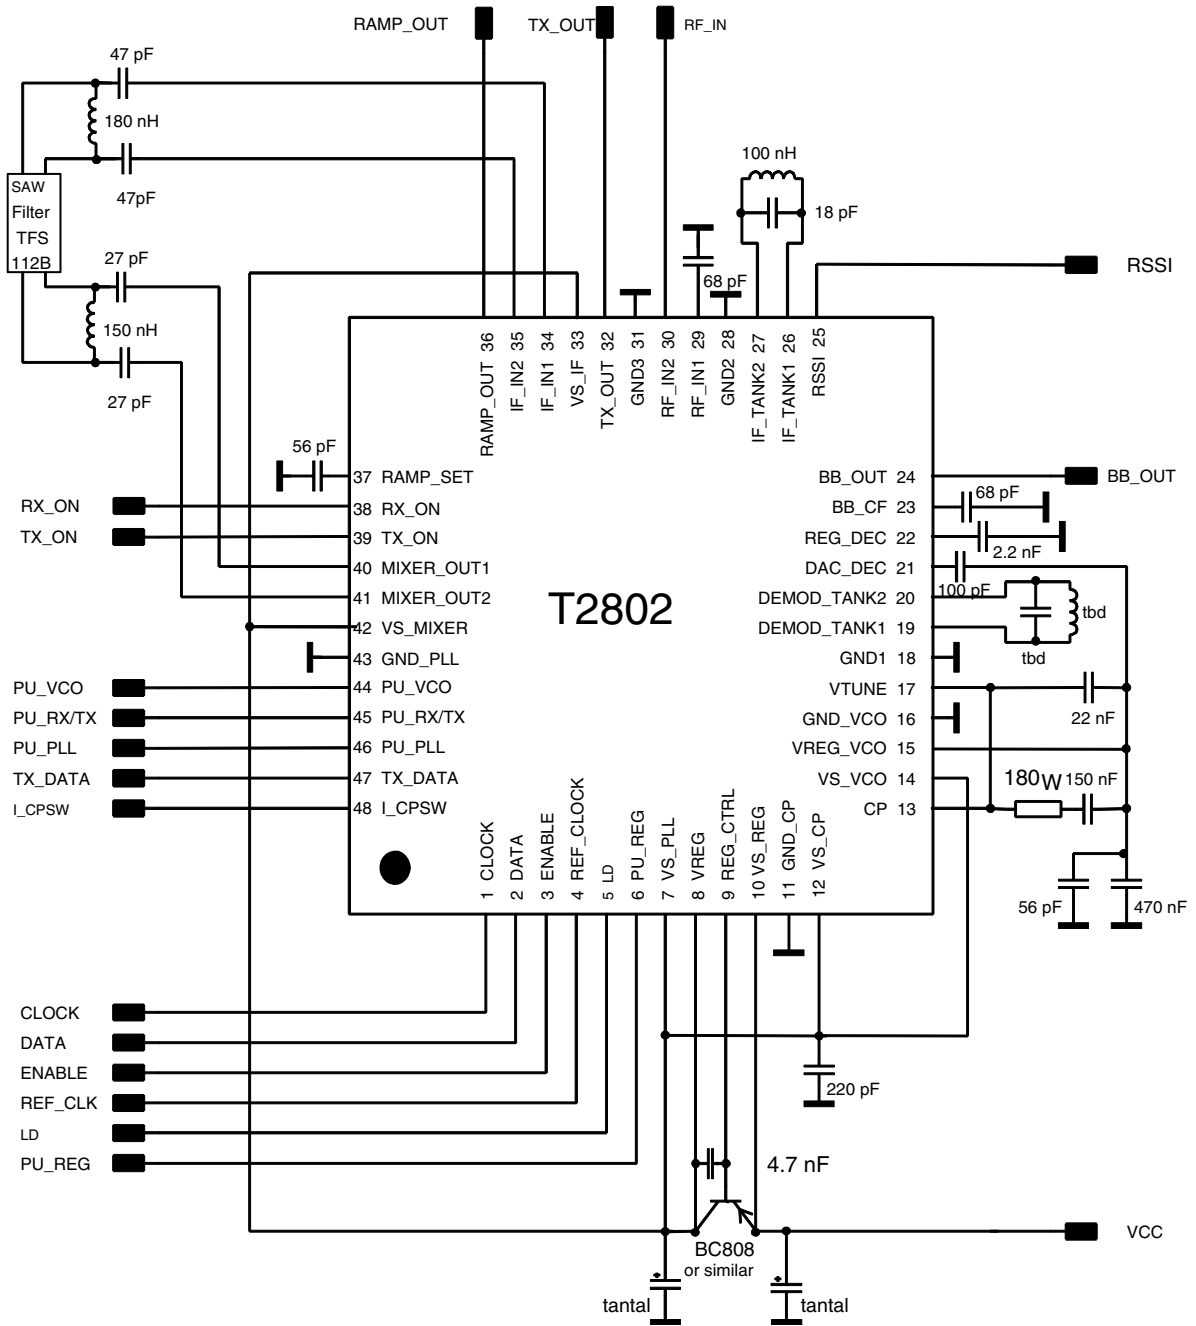 RAMP_OUT
TX_OUT
RF_IN
47 pF
180 nH
47pF
SAW
Filter
TFS
112B
27 pF
150 nH
27 pF
100 nH
18 pF
68 pF
RSSI
RAMP_OUT 36
IF_IN2 35
IF_IN1 34
VS_IF 33
TX_OUT 32
GND3 31
RF_IN2 30
RF_IN1 29
GND2 28
IF_TANK2 27
IF_TANK1 26
RSSI 25
56 pF
37 RAMP_SET
RX_ON
38 RX_ON
TX_ON
39 TX_ON
40 MIXER_OUT1
41 MIXER_OUT2
42 VS_MIXER
43 GND_PLL
PU_VCO
44 PU_VCO
PU_RX/TX
45 PU_RX/TX
PU_PLL
46 PU_PLL
TX_DATA
47 TX_DATA
I_CPSW
48 I_CPSW
T2802
BB_OUT 24
BB_OUT
BB_CF 23
68 pF
REG_DEC 22
2.2 nF
DAC_DEC 21
100 pF
DEMOD_TANK2 20
tbd
DEMOD_TANK1 19
tbd
GND1 18
VTUNE 17
22 nF
GND_VCO 16
VREG_VCO 15
VS_VCO 14
180W
150 nF
CP 13
56 pF
470 nF
1 CLOCK
2 DATA
3 ENABLE
4 REF_CLOCK
5 LD
6 PU_REG
7 VS_PLL
8 VREG
9 REG_CTRL
10 VS_REG
11 GND_CP
12 VS_CP
CLOCK
DATA
ENABLE
REF_CLK
LD
PU_REG
220 pF
4.7 nF
BC808
or similar
VCC
tantal
tantal